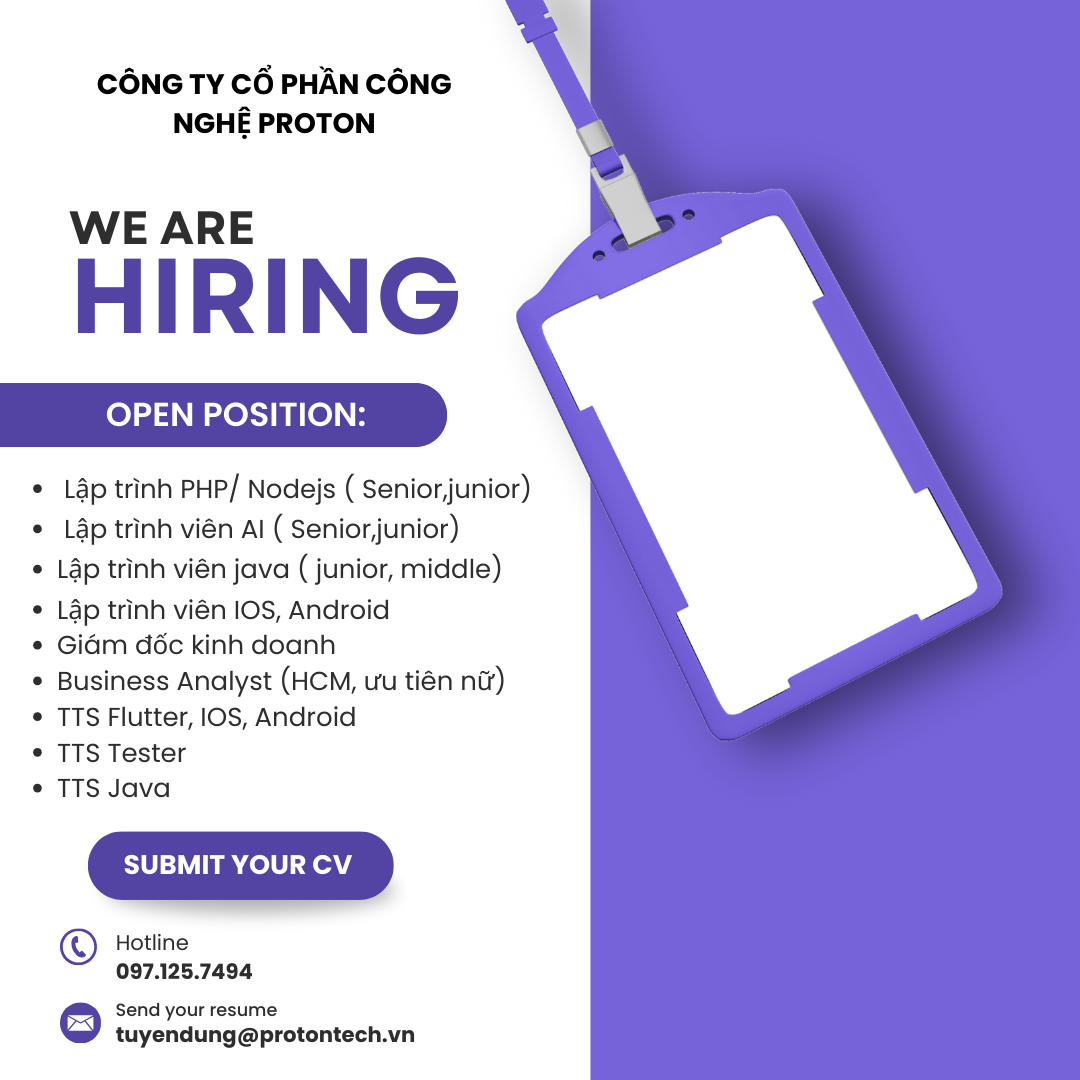 CÔNG TY CỔ PHẦN CÔNG
NGHỆ PROTON
WE ARE
HIRING
OPEN POSITION:
• Lập trình PHP/ Nodejs ( Senior,junior)
• Lập trình viên AI ( Senior,junior)
• Lập trình viên java ( junior, middle)
• Lập trình viên IOS, Android
• Giám đốc kinh doanh
• Business Analyst (HCM, ưu tiên nữ)
• TTS Flutter, IOS, Android
• TTS Tester
• TTS Java
SUBMIT YOUR CV
Hotline
097.125.7494
Send your resume
tuyendung@protontech.vn